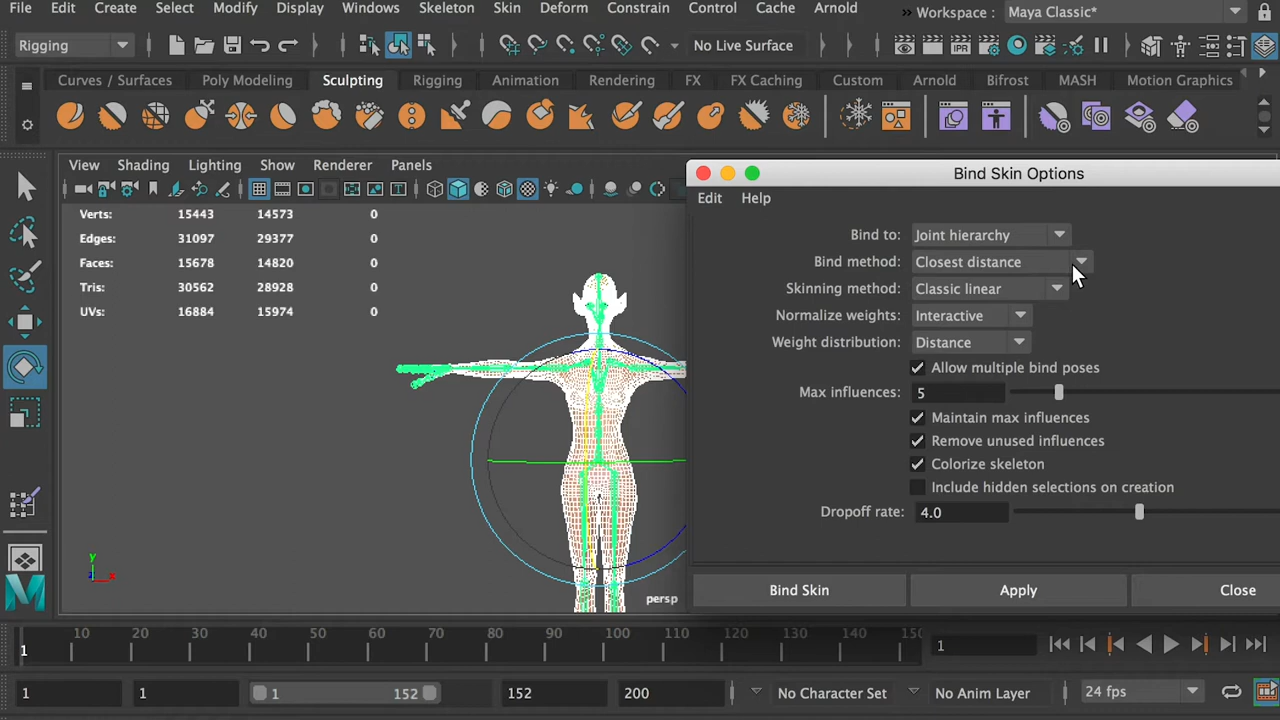 File Edit Create Select Modify Display Windows Skeleton Skin Deform Constrain Control Cache Arnold » Workspace : Maya Classic*
Rigging No Live Surface
Curves / Surfaces Poly Modeling Sculpting Rigging Animation Rendering FX FX Caching Custom Arnold Bifrost MASH Motion Graphics
View Shading Lighting Show Renderer Panels
Bind Skin Options
Edit Help
Verts: 15443 14573 0
Edges: 31097 29377 0
Faces: 15678 14820 0
Tris: 30562 28928 0
UVs: 16884 15974 0
Bind to: Joint hierarchy
Bind method: Closest distance
Skinning method: Classic linear
Normalize weights: Interactive
Weight distribution: Distance
Allow multiple bind poses
Max influences: 5
Maintain max influences
Remove unused influences
Colorize skeleton
Include hidden selections on creation
Dropoff rate: 4.0
Bind Skin Apply Close
y
x
persp
10 20 30 40 50 60 70 80 90 100 110 120 130 140 15
1
1
1 1 1 152 152 200 No Character Set No Anim Layer 24 fps